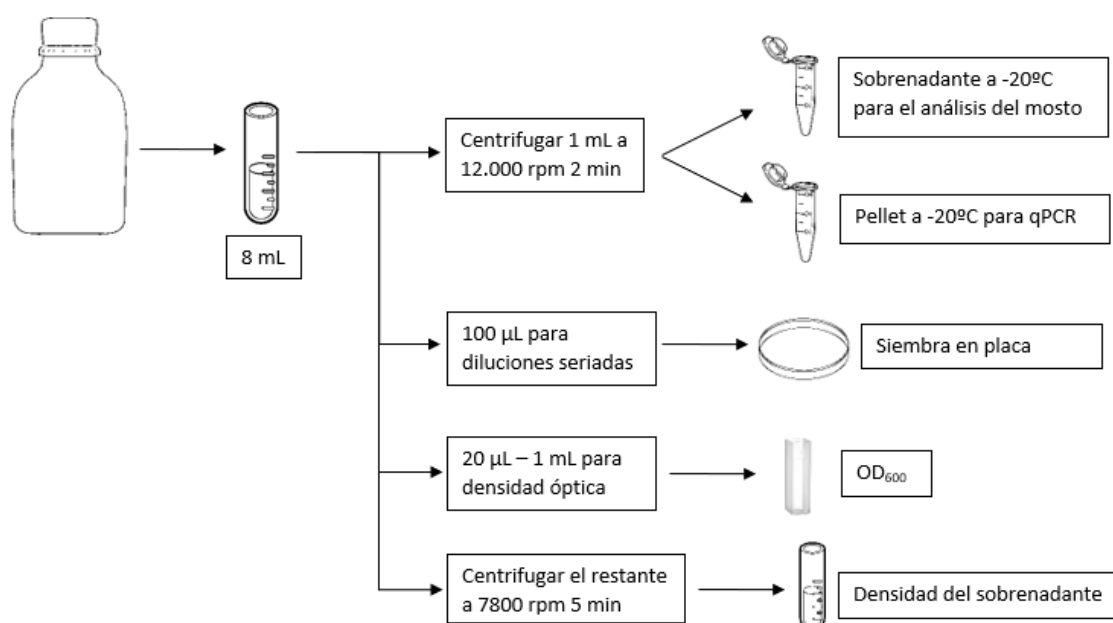 8 mL
Centrifugar 1 mL a
12.000 rpm 2 min
Sobrenadante a -20ºC
para el análisis del mosto
Pellet a -20ºC para qPCR
100 µL para
diluciones seriadas
Siembra en placa
20 µL – 1 mL para
densidad óptica
OD₆₀₀
Centrifugar el restante
a 7800 rpm 5 min
Densidad del sobrenadante